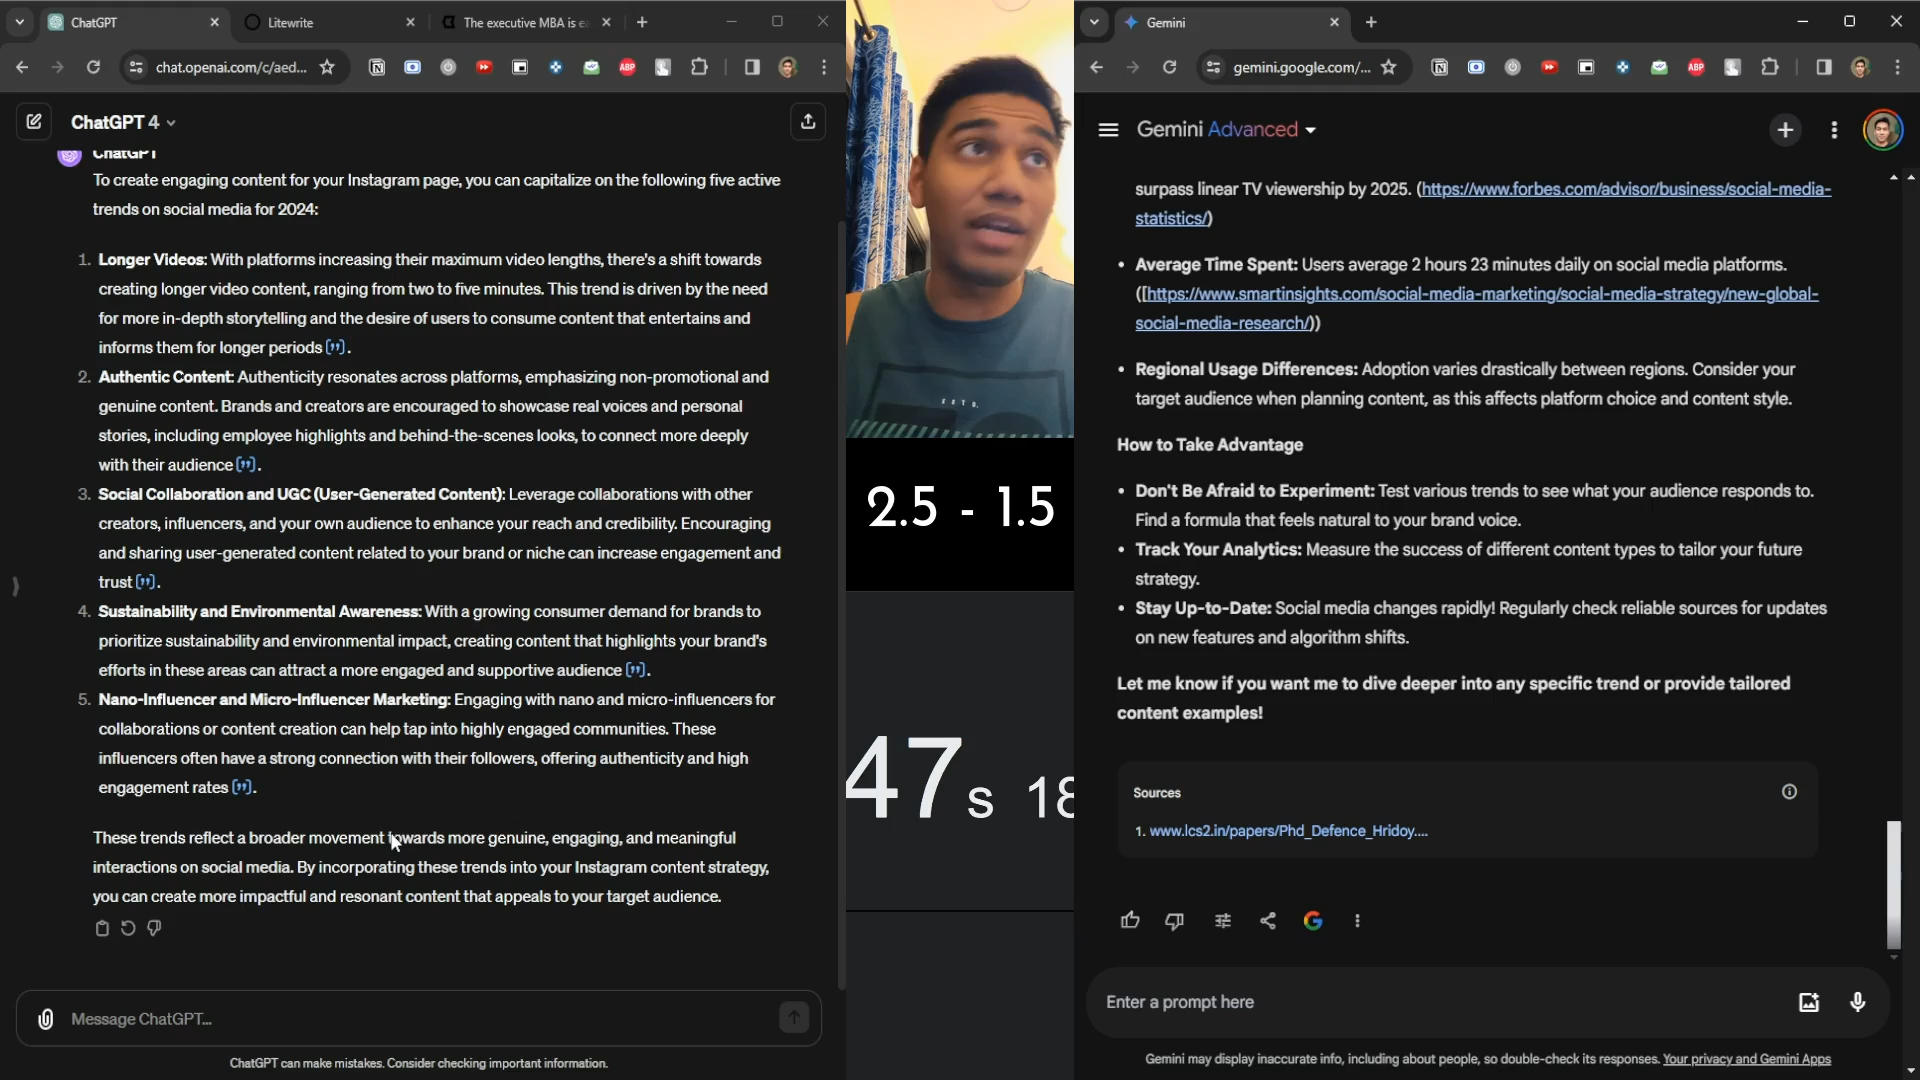 ChatGPT
Litewrite
The executive MBA is ea
chat.openai.com/c/aed...
ABP
ChatGPT 4
ChatGPT
To create engaging content for your Instagram page, you can capitalize on the following five active
trends on social media for 2024:
1. Longer Videos: With platforms increasing their maximum video lengths, there's a shift towards
creating longer video content, ranging from two to five minutes. This trend is driven by the need
for more in-depth storytelling and the desire of users to consume content that entertains and
informs them for longer periods ["].
2. Authentic Content: Authenticity resonates across platforms, emphasizing non-promotional and
genuine content. Brands and creators are encouraged to showcase real voices and personal
stories, including employee highlights and behind-the-scenes looks, to connect more deeply
with their audience ["].
3. Social Collaboration and UGC (User-Generated Content): Leverage collaborations with other
creators, influencers, and your own audience to enhance your reach and credibility. Encouraging
and sharing user-generated content related to your brand or niche can increase engagement and
trust ["].
4. Sustainability and Environmental Awareness: With a growing consumer demand for brands to
prioritize sustainability and environmental impact, creating content that highlights your brand's
efforts in these areas can attract a more engaged and supportive audience ["].
5. Nano-Influencer and Micro-Influencer Marketing: Engaging with nano and micro-influencers for
collaborations or content creation can help tap into highly engaged communities. These
influencers often have a strong connection with their followers, offering authenticity and high
engagement rates ["].
These trends reflect a broader movement towards more genuine, engaging, and meaningful
interactions on social media. By incorporating these trends into your Instagram content strategy,
you can create more impactful and resonant content that appeals to your target audience.
Message ChatGPT...
ChatGPT can make mistakes. Consider checking important information.
ESTD.
2.5 - 1.5
47s 18
Gemini
gemini.google.com/...
ABP
Gemini Advanced
surpass linear TV viewership by 2025. (https://www.forbes.com/advisor/business/social-media-
statistics/)
• Average Time Spent: Users average 2 hours 23 minutes daily on social media platforms.
([https://www.smartinsights.com/social-media-marketing/social-media-strategy/new-global-
social-media-research/))
• Regional Usage Differences: Adoption varies drastically between regions. Consider your
target audience when planning content, as this affects platform choice and content style.
How to Take Advantage
• Don't Be Afraid to Experiment: Test various trends to see what your audience responds to.
Find a formula that feels natural to your brand voice.
• Track Your Analytics: Measure the success of different content types to tailor your future
strategy.
• Stay Up-to-Date: Social media changes rapidly! Regularly check reliable sources for updates
on new features and algorithm shifts.
Let me know if you want me to dive deeper into any specific trend or provide tailored
content examples!
Sources
1. www.lcs2.in/papers/Phd_Defence_Hridoy....
Enter a prompt here
Gemini may display inaccurate info, including about people, so double-check its responses. Your privacy and Gemini Apps